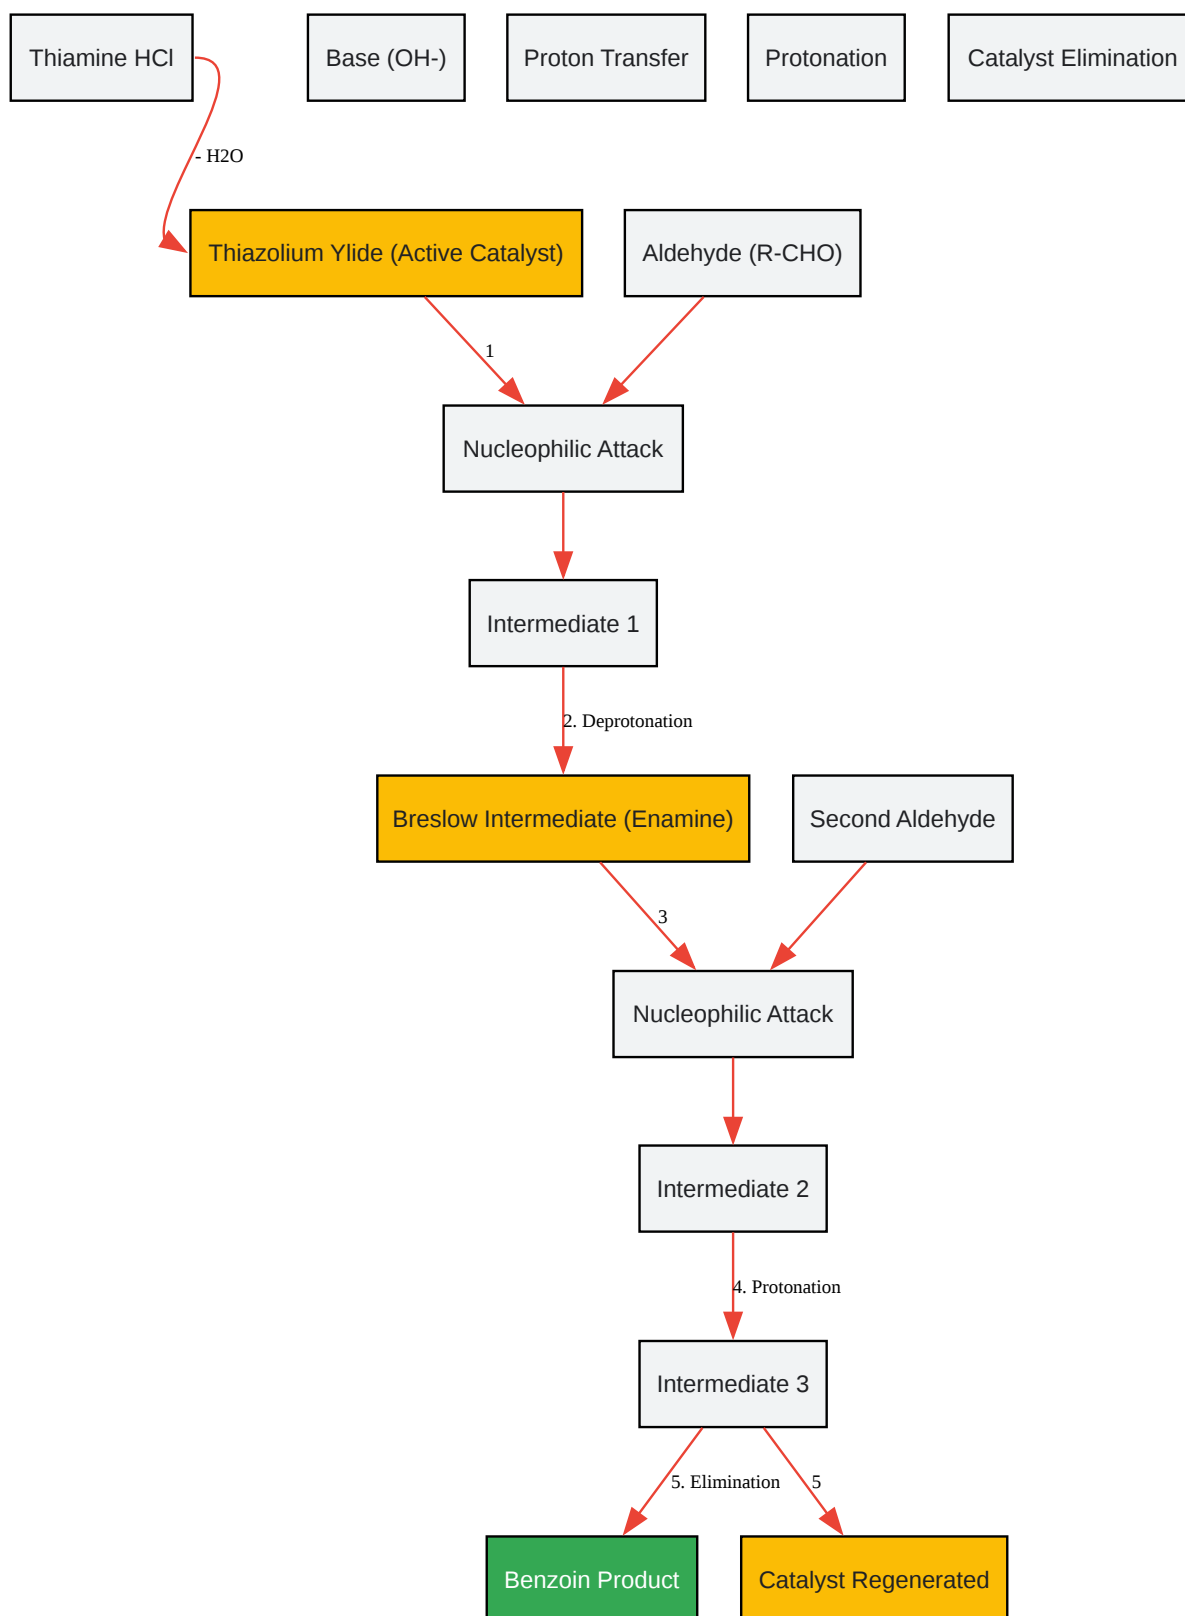 Thiamine HCl
Base (OH-)
Proton Transfer
Protonation
Catalyst Elimination
- H2O
Thiazolium Ylide (Active Catalyst)
Aldehyde (R-CHO)
1
Nucleophilic Attack
Intermediate 1
2. Deprotonation
Breslow Intermediate (Enamine)
Second Aldehyde
3
Nucleophilic Attack
Intermediate 2
4. Protonation
Intermediate 3
5. Elimination
5
Benzoin Product
Catalyst Regenerated